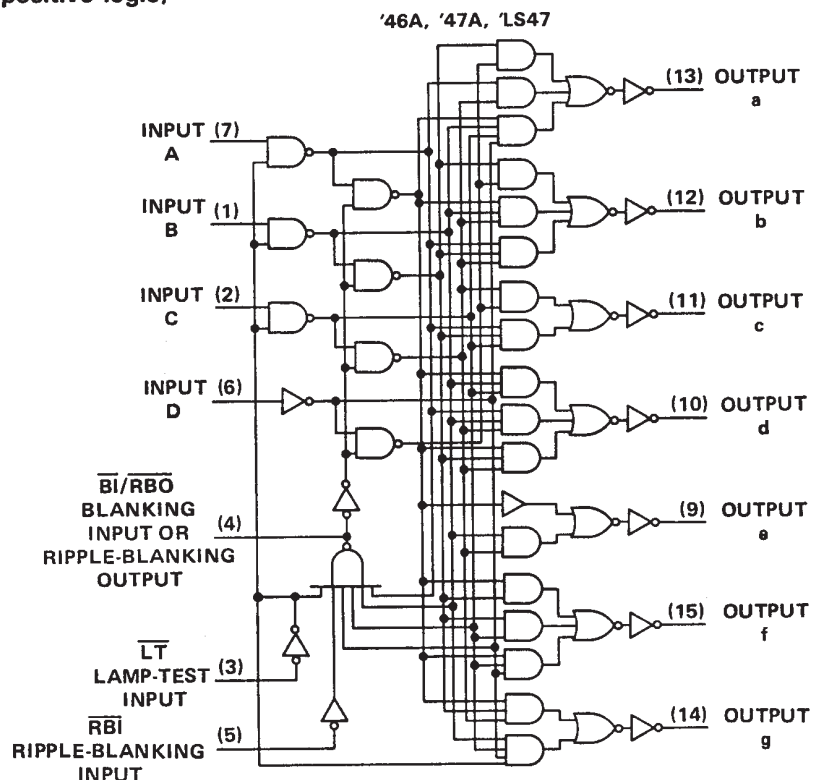 positive logic)
'46A, '47A, 'LS47
(13) OUTPUT
a
INPUT (7)
A
(12) OUTPUT
b
INPUT (1)
B
(11) OUTPUT
c
INPUT (2)
C
(10) OUTPUT
d
INPUT (6)
D
BI/RBO
BLANKING
INPUT OR (4)
RIPPLE-BLANKING
OUTPUT
(9) OUTPUT
e
(15) OUTPUT
f
LT
LAMP-TEST (3)
INPUT
(14) OUTPUT
g
RBI
RIPPLE-BLANKING (5)
INPUT